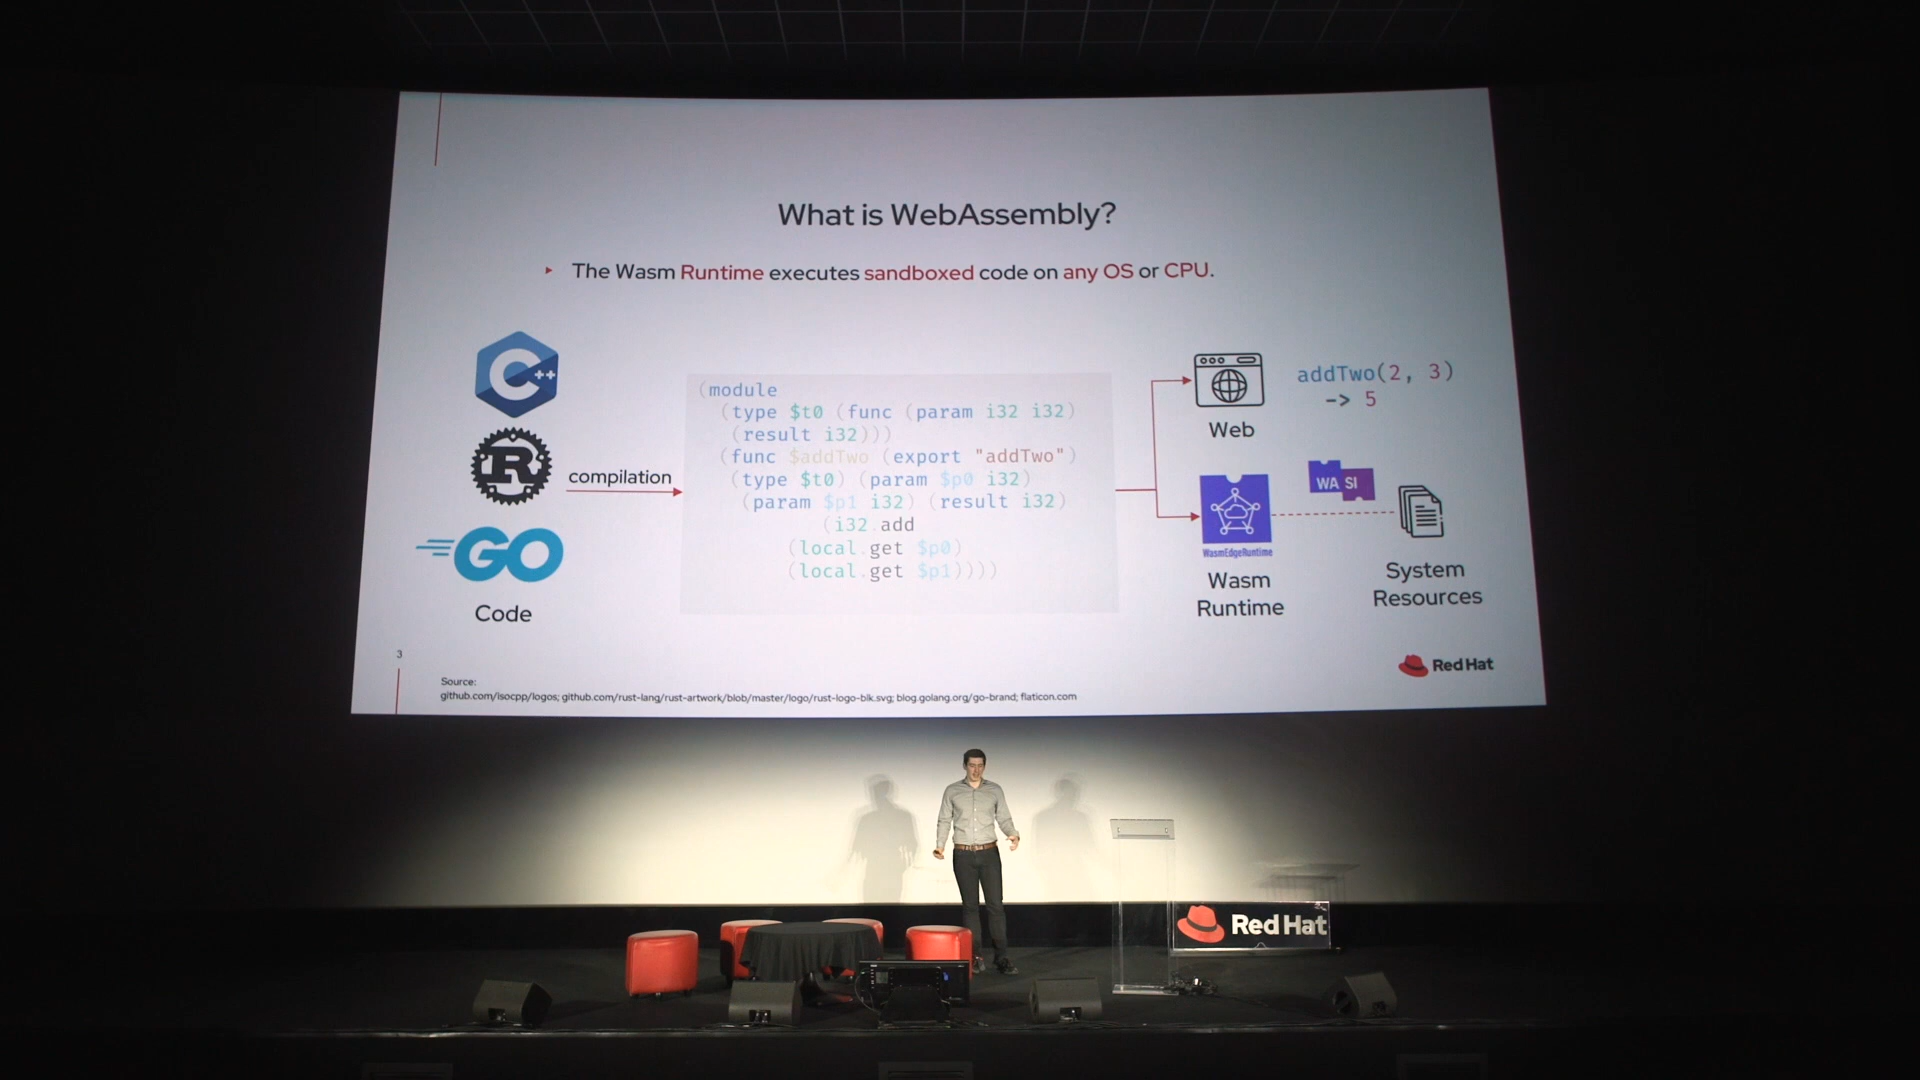 What is WebAssembly?
The Wasm Runtime executes sandboxed code on any OS or CPU.
C++
R
GO
Code
compilation
(module
(type $t0 (func (param i32 i32)
(result i32)))
(func $addTwo (export "addTwo")
(type $t0) (param $p0 i32)
(param $p1 i32) (result i32)
(i32.add
(local.get $p0)
(local.get $p1))))
Web
addTwo(2, 3)
-> 5
WasmEdgeRuntime
Wasm
Runtime
WA SI
System
Resources
3
Source:
github.com/isocpp/logos; github.com/rust-lang/rust-artwork/blob/master/logo/rust-logo-blk.svg; blog.golang.org/go-brand; flaticon.com
Red Hat
Red Hat